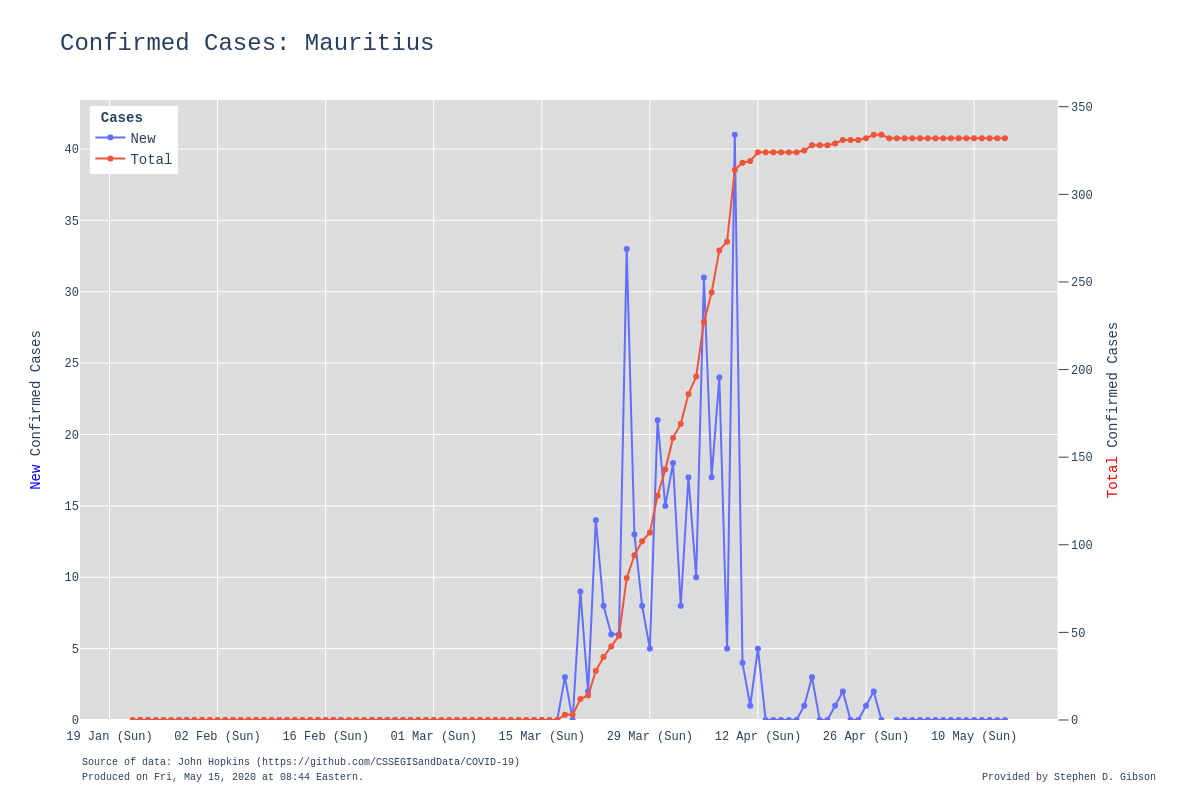 Confirmed Cases: Mauritius
Cases
New
Total
40
35
30
25
20
15
10
5
0
350
300
250
200
150
100
50
0
New Confirmed Cases
Total Confirmed Cases
19 Jan (Sun) 02 Feb (Sun) 16 Feb (Sun) 01 Mar (Sun) 15 Mar (Sun) 29 Mar (Sun) 12 Apr (Sun) 26 Apr (Sun) 10 May (Sun)
Source of data: John Hopkins (https://github.com/CSSEGISandData/COVID-19)
Produced on Fri, May 15, 2020 at 08:44 Eastern.
Provided by Stephen D. Gibson